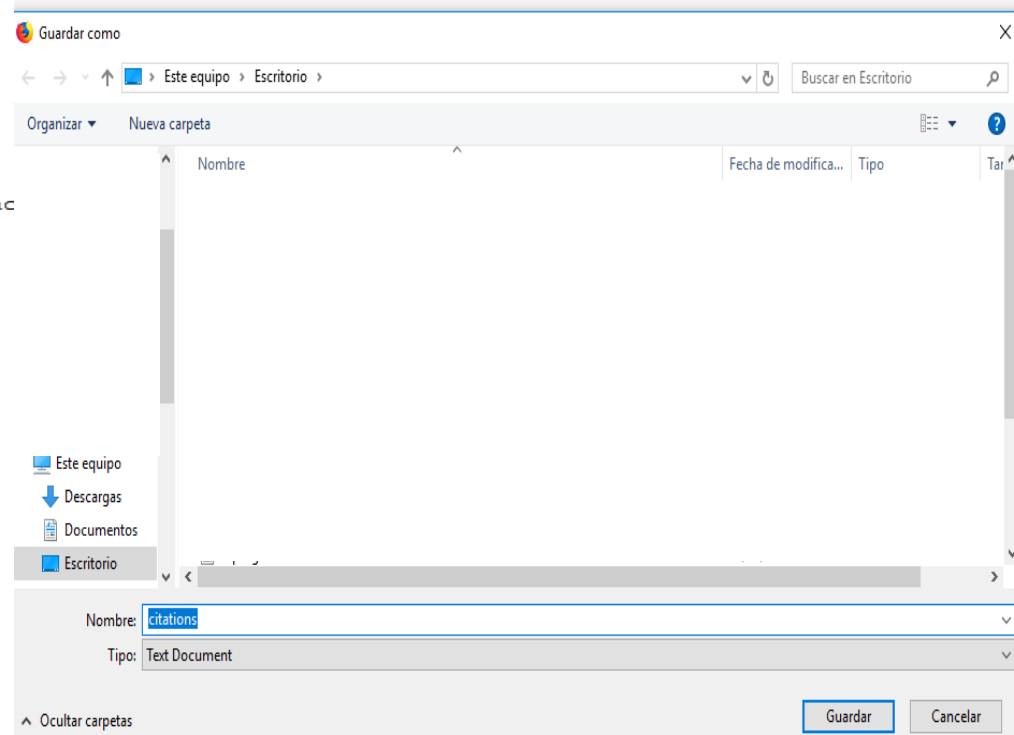 Guardar como
Este equipo > Escritorio >
Buscar en Escritorio
Organizar
Nueva carpeta
?
Nombre
Fecha de modifica...
Tipo
Este equipo
Descargas
Documentos
Escritorio
Nombre: citations
Tipo: Text Document
Ocultar carpetas
Guardar
Cancelar